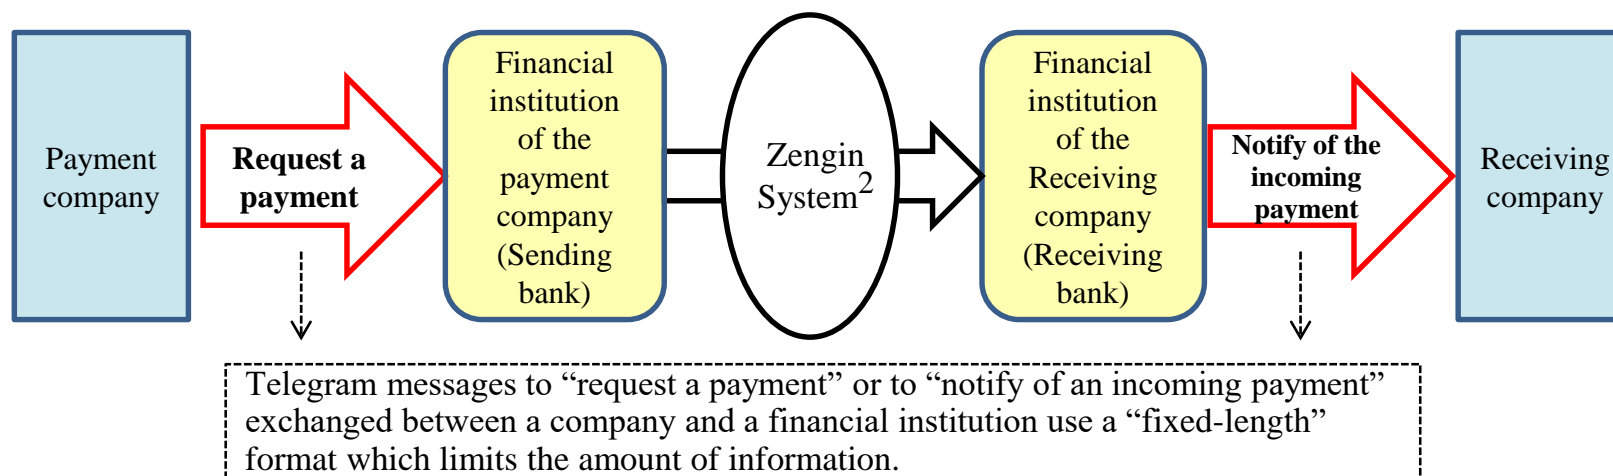 Payment
company
Request a
payment
Financial
institution
of the
payment
company
(Sending
bank)
Zengin
System2
Financial
institution
of the
Receiving
company
(Receiving
bank)
Notify of the
incoming
payment
Receiving
company
Telegram messages to “request a payment” or to “notify of an incoming payment”
exchanged between a company and a financial institution use a “fixed-length”
format which limits the amount of information.